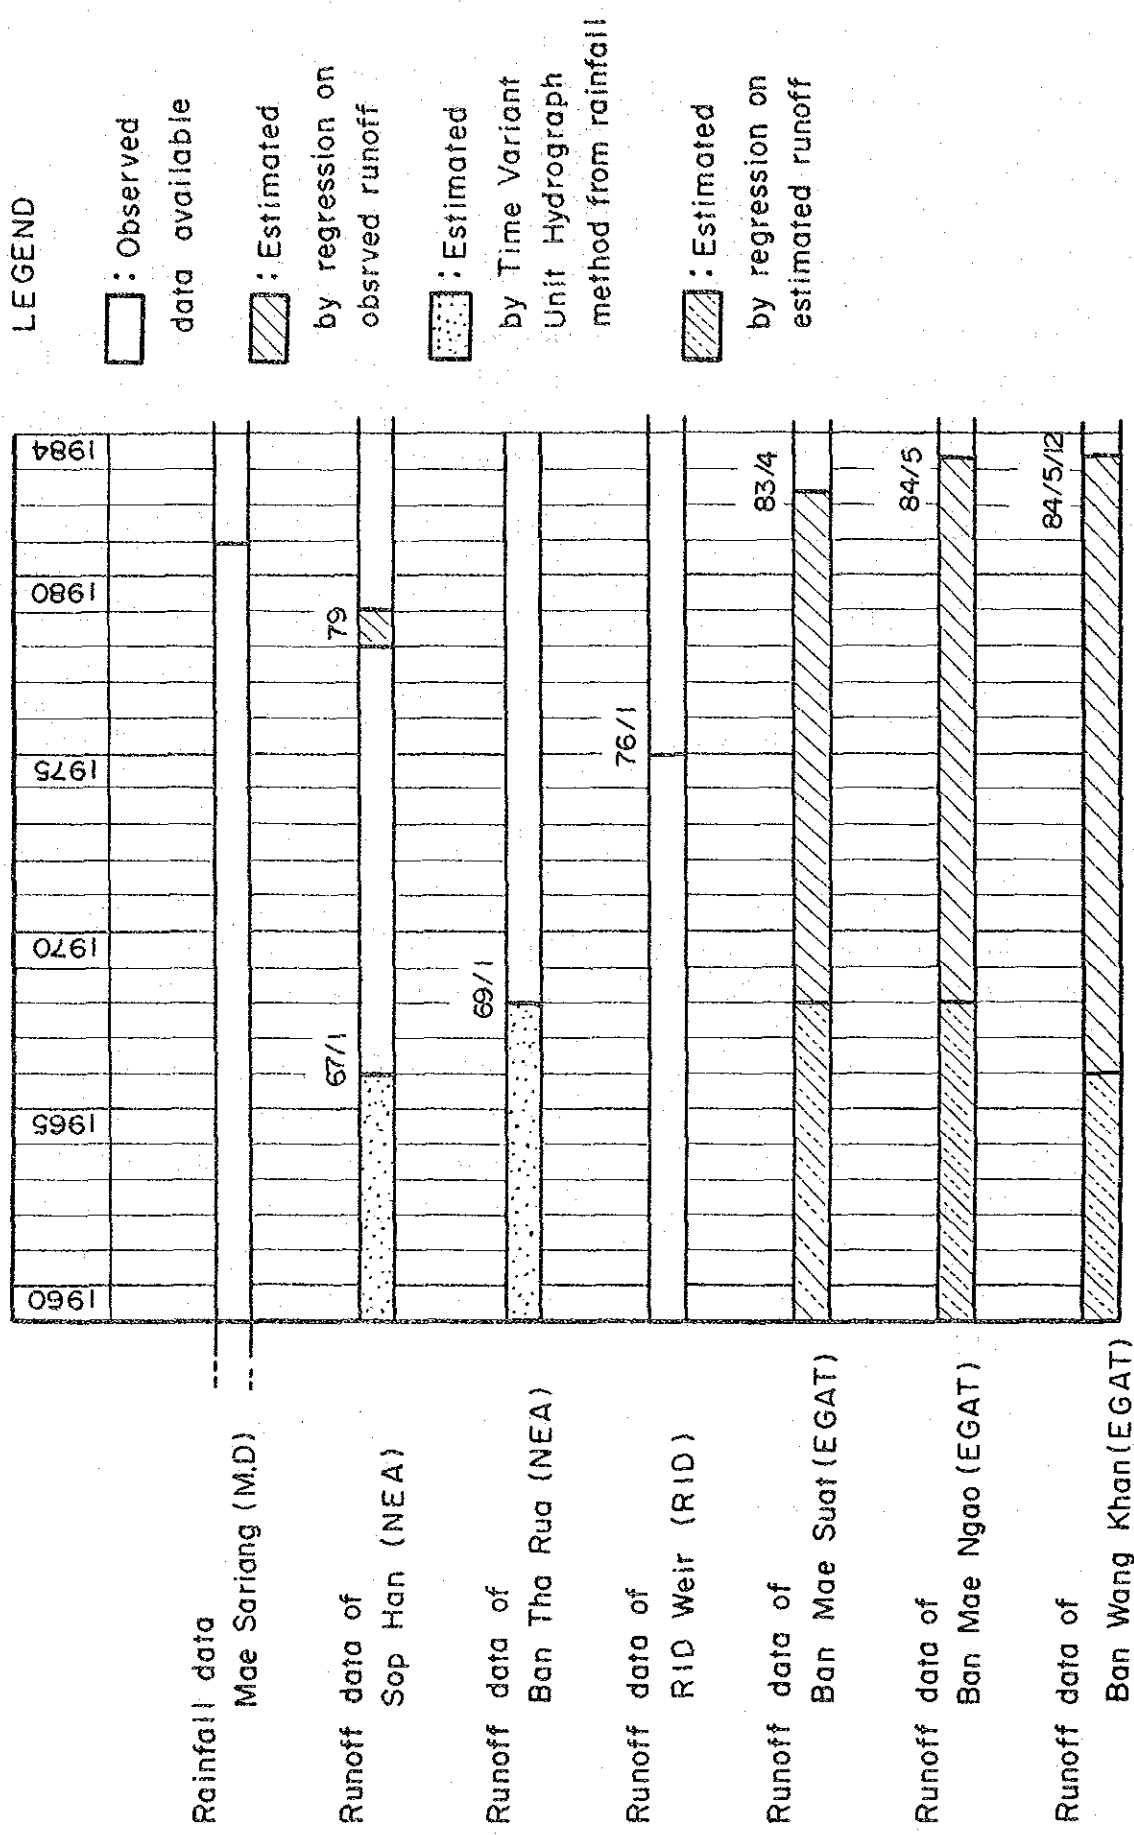 1960 1965 1970 1975 1980 1984
Rainfall data
Mae Sariang (M.D)
Runoff data of
Sop Han (NEA)
67/1 79
Runoff data of
Ban Tha Rua (NEA)
69/1
Runoff data of
RID Weir (RID)
76/1
Runoff data of
Ban Mae Suat (EGAT)
83/4
Runoff data of
Ban Mae Ngao (EGAT)
84/5
Runoff data of
Ban Wang Khan (EGAT)
84/5/12
LEGEND
: Observed
data available
: Estimated
by regression on
obsrved runoff
: Estimated
by Time Variant
Unit Hydrograph
method from rainfall
: Estimated
by regression on
estimated runoff